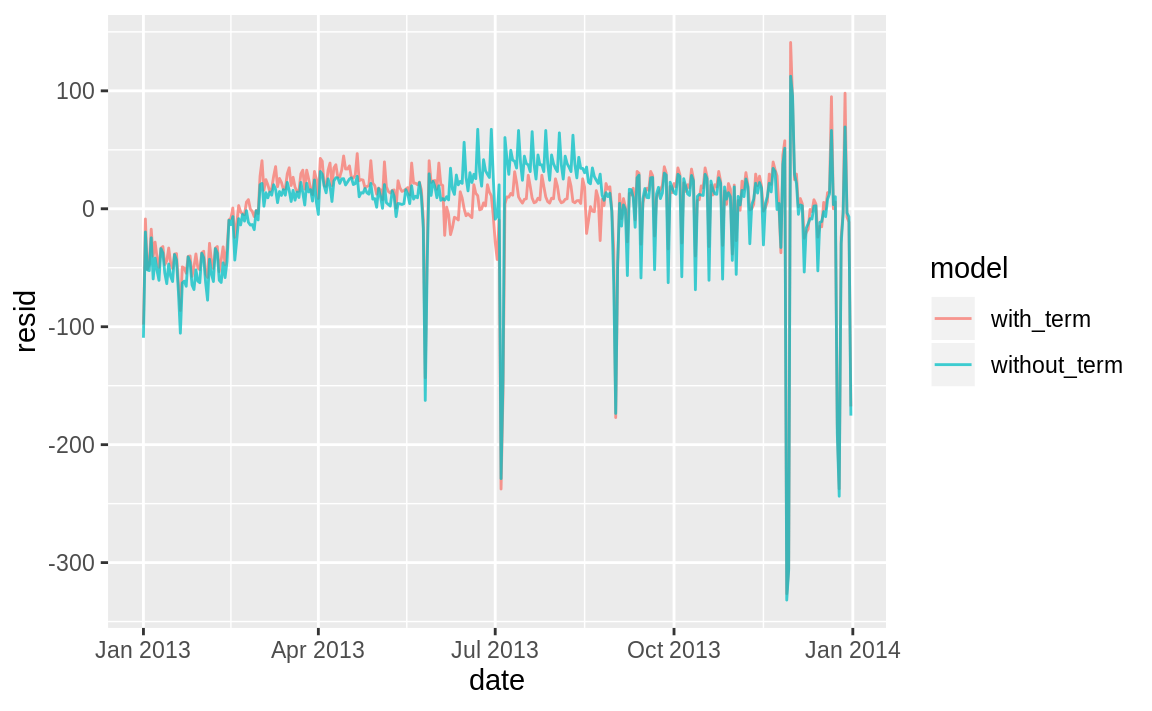 100
0
-100
-200
-300
resid
Jan 2013
Apr 2013
Jul 2013
Oct 2013
Jan 2014
date
model
with_term
without_term